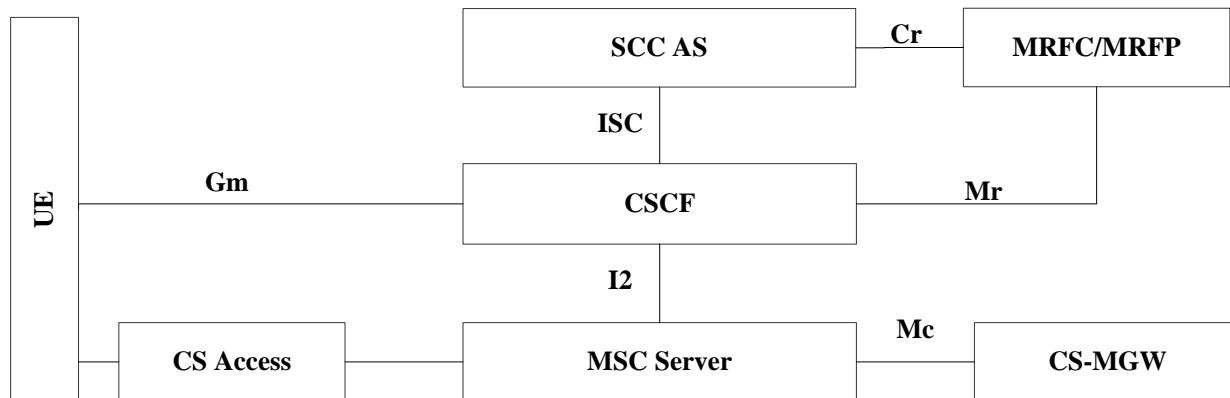 SCC AS
Cr
MRFC/MRFP
ISC
UE
Gm
CSCF
Mr
I2
CS Access
MSC Server
Mc
CS-MGW